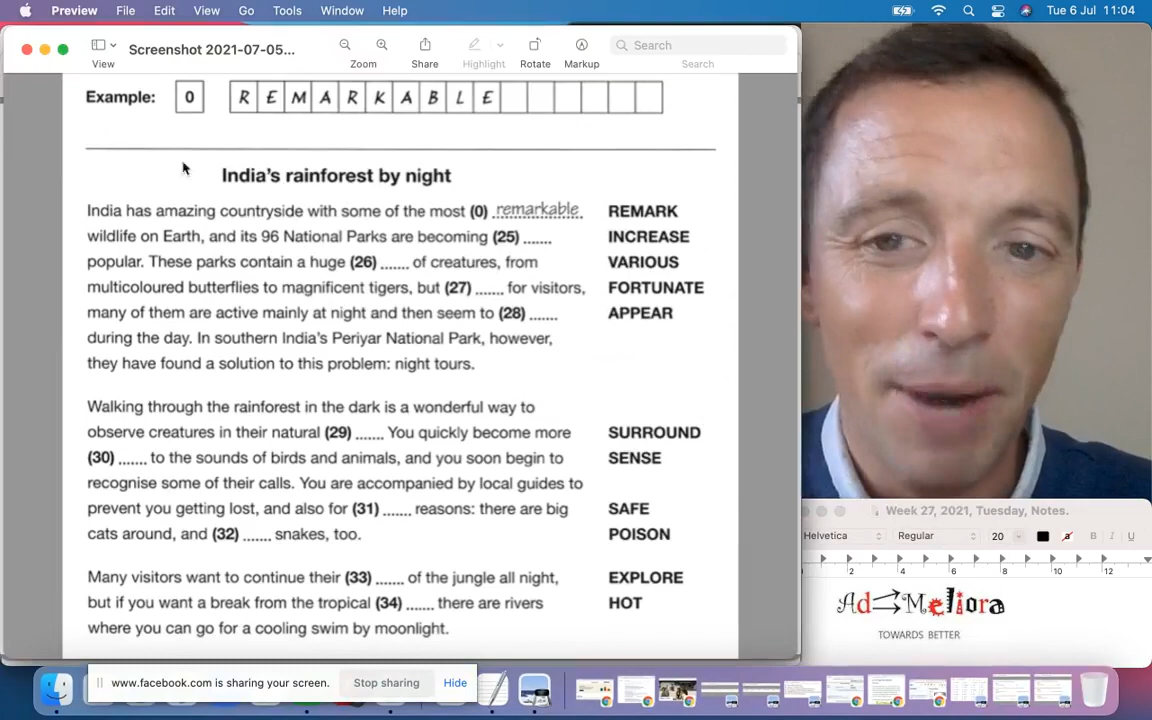 Preview File Edit View Go Tools Window Help Tue 6 Jul 11:04
Screenshot 2021-07-05... Search
View Zoom Share Highlight Rotate Markup Search
Example: 0 REMARKABLE
India's rainforest by night
India has amazing countryside with some of the most (0) remarkable REMARK
wildlife on Earth, and its 96 National Parks are becoming (25) ....... INCREASE
popular. These parks contain a huge (26) ....... of creatures, from VARIOUS
multicoloured butterflies to magnificent tigers, but (27) ....... for visitors, FORTUNATE
many of them are active mainly at night and then seem to (28) ....... APPEAR
during the day. In southern India's Periyar National Park, however,
they have found a solution to this problem: night tours.
Walking through the rainforest in the dark is a wonderful way to
observe creatures in their natural (29) ....... You quickly become more SURROUND
(30) ....... to the sounds of birds and animals, and you soon begin to SENSE
recognise some of their calls. You are accompanied by local guides to
prevent you getting lost, and also for (31) ....... reasons: there are big SAFE
cats around, and (32) ....... snakes, too. POISON
Many visitors want to continue their (33) ....... of the jungle all night, EXPLORE
but if you want a break from the tropical (34) ....... there are rivers HOT
where you can go for a cooling swim by moonlight.
Week 27, 2021, Tuesday, Notes.
Helvetica Regular 20 a B I U
2 4 6 8 10 12
Ad Meliora
TOWARDS BETTER
www.facebook.com is sharing your screen. Stop sharing Hide